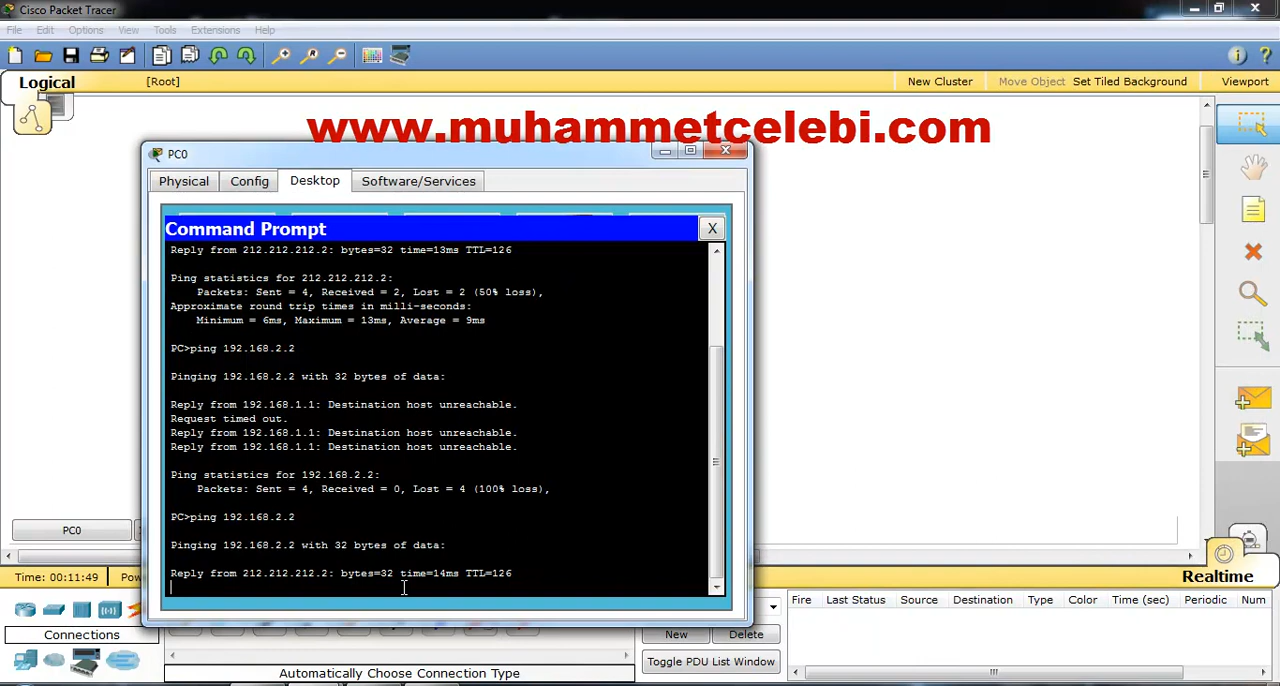 Cisco Packet Tracer
File Edit Options View Tools Extensions Help
Logical [Root] New Cluster Move Object Set Tiled Background Viewport
www.muhammetcelebi.com
PC0
Physical Config Desktop Software/Services
Command Prompt X
Reply from 212.212.212.2: bytes=32 time=13ms TTL=126
Ping statistics for 212.212.212.2:
Packets: Sent = 4, Received = 2, Lost = 2 (50% loss),
Approximate round trip times in milli-seconds:
Minimum = 6ms, Maximum = 13ms, Average = 9ms
PC>ping 192.168.2.2
Pinging 192.168.2.2 with 32 bytes of data:
Reply from 192.168.1.1: Destination host unreachable.
Request timed out.
Reply from 192.168.1.1: Destination host unreachable.
Reply from 192.168.1.1: Destination host unreachable.
Ping statistics for 192.168.2.2:
Packets: Sent = 4, Received = 0, Lost = 4 (100% loss),
PC>ping 192.168.2.2
Pinging 192.168.2.2 with 32 bytes of data:
Reply from 212.212.212.2: bytes=32 time=14ms TTL=126
PC0
Time: 00:11:49 Pow
Realtime
Fire Last Status Source Destination Type Color Time (sec) Periodic Num
Connections
New Delete
Toggle PDU List Window
Automatically Choose Connection Type